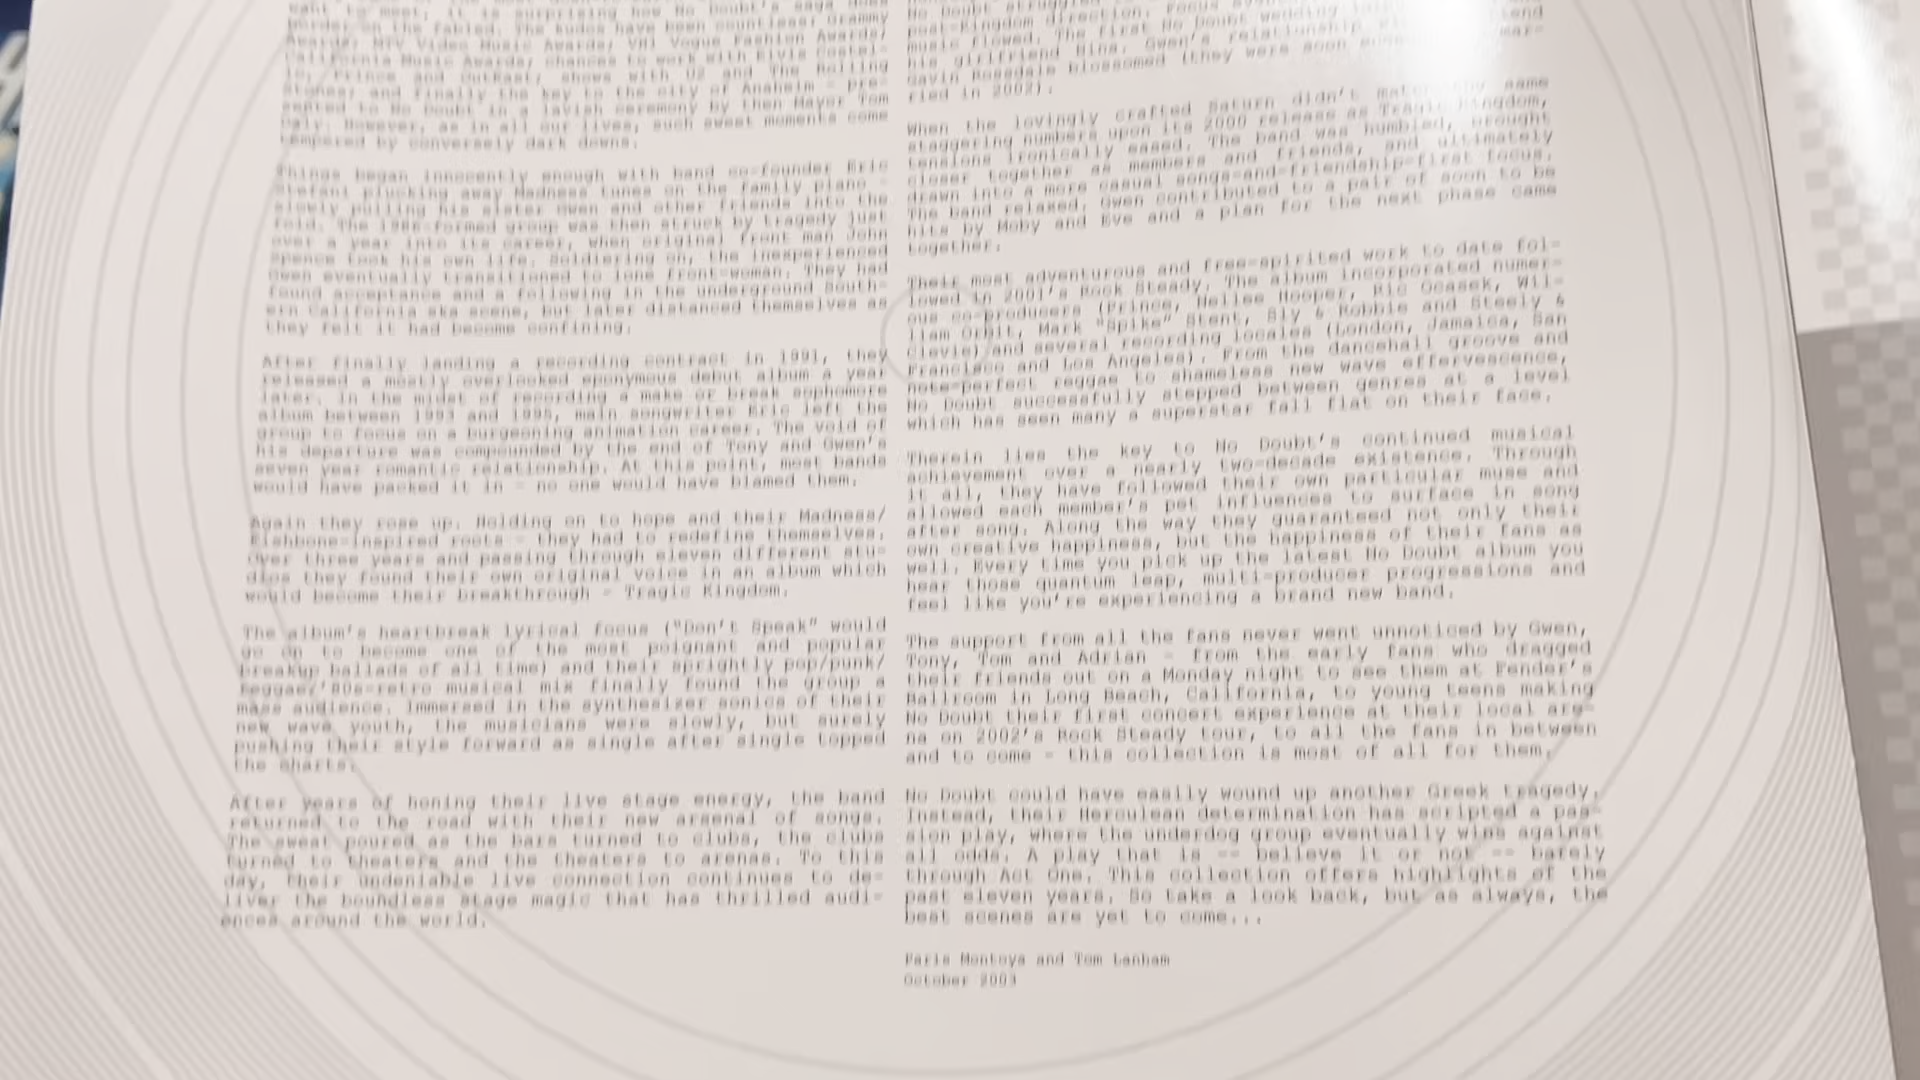 want to meet, it is surprising how No Doubt's saga does
border on the fabled. The kudos have been countless; Grammy
Awards, MTV Video Music Awards, VH1 Vogue Fashion Awards/
California Music Awards; chances to work with Elvis Costel-
lo, Prince and OutKast; shows with U2 and The Rolling
Stones; and finally the key to the city of Anaheim - pre-
sented to No Doubt in a lavish ceremony by then Mayor Tom
Daly. However, as in all our lives, such sweet moments come
tempered by conversely dark downs.
Things began innocently enough with band co-founder Eric
Stefani plucking away Madness tunes on the family piano -
slowly pulling his sister Gwen and other friends into the
fold. The 1986-formed group was then struck by tragedy just
over a year into its career, when original front man John
Spence took his own life. Soldiering on, the inexperienced
Gwen eventually transitioned to lone front-woman. They had
found acceptance and a following in the underground South-
ern California ska scene, but later distanced themselves as
they felt it had become confining.
After finally landing a recording contract in 1991, they
released a mostly overlooked eponymous debut album a year
later. In the midst of recording a make or break sophomore
album between 1993 and 1995, main songwriter Eric left the
group to focus on a burgeoning animation career. The void of
his departure was compounded by the end of Tony and Gwen's
seven year romantic relationship. At this point, most bands
would have packed it in - no one would have blamed them.
Again they rose up. Holding on to hope and their Madness/
Fishbone-inspired roots - they had to redefine themselves.
Over three years and passing through eleven different stu-
dios they found their own original voice in an album which
would become their breakthrough - Tragic Kingdom.
The album's heartbreak lyrical focus ("Don't Speak" would
go on to become one of the most poignant and popular
breakup ballads of all time) and their sprightly pop/punk/
Reggae/'80s-retro musical mix finally found the group a
mass audience. Immersed in the synthesizer sonics of their
new wave youth, the musicians were slowly, but surely
pushing their style forward as single after single topped
the charts.
After years of honing their live stage energy, the band
returned to the road with their new arsenal of songs.
The sweat poured as the bars turned to clubs, the clubs
turned to theaters and the theaters to arenas. To this
day, their undeniable live connection continues to de-
liver the boundless stage magic that has thrilled audi-
ences around the world.
No Doubt struggled to
post-Kingdom direction. Focus
music flowed. The first No Doubt wedding
his girlfriend Nina. Gwen's relationship
Gavin Rossdale blossomed (they were soon mar-
ried in 2002).
When the lovingly crafted Saturn didn't match the same
staggering numbers upon its 2000 release as Tragic Kingdom,
tensions ironically eased. The band was humbled, brought
closer together as members and friends, and ultimately
drawn into a more casual songs-and-friendship-first focus.
The band relaxed. Gwen contributed to a pair of soon to be
hits by Moby and Eve and a plan for the next phase came
together.
Their most adventurous and free-spirited work to date fol-
lowed in 2001's Rock Steady. The album incorporated numer-
ous co-producers (Prince, Nellee Hooper, Ric Ocasek, Wil-
liam Orbit, Mark "Spike" Stent, Sly & Robbie and Steely &
Clevie) and several recording locales (London, Jamaica, San
Francisco and Los Angeles). From the dancehall groove and
note-perfect reggae to shameless new wave effervescence,
No Doubt successfully stepped between genres at a level
which has seen many a superstar fall flat on their face.
Therein lies the key to No Doubt's continued musical
achievement over a nearly two-decade existence. Through
it all, they have followed their own particular muse and
allowed each member's pet influences to surface in song
after song. Along the way they guaranteed not only their
own creative happiness, but the happiness of their fans as
well. Every time you pick up the latest No Doubt album you
hear those quantum leap, multi-producer progressions and
feel like you're experiencing a brand new band.
The support from all the fans never went unnoticed by Gwen,
Tony, Tom and Adrian - from the early fans who dragged
their friends out on a Monday night to see them at Fender's
Ballroom in Long Beach, California, to young teens making
No Doubt their first concert experience at their local are-
na on 2002's Rock Steady tour, to all the fans in between
and to come - this collection is most of all for them.
No Doubt could have easily wound up another Greek tragedy.
Instead, their Herculean determination has scripted a pas-
sion play, where the underdog group eventually wins against
all odds. A play that is -- believe it or not -- barely
through Act One. This collection offers highlights of the
past eleven years. So take a look back, but as always, the
best scenes are yet to come...
Paris Montoya and Tom Lanham
October 2003